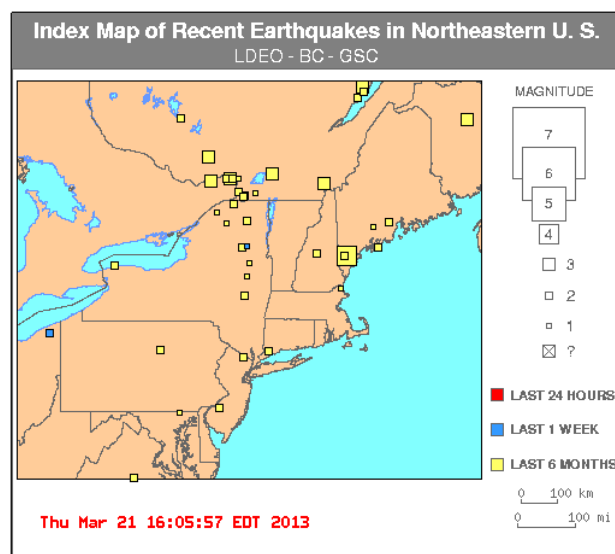 Index Map of Recent Earthquakes in Northeastern U. S.
LDEO - BC - GSC
MAGNITUDE
7
6
5
4
3
2
1
?
LAST 24 HOURS
LAST 1 WEEK
LAST 6 MONTHS
0 100 km
0 100 mi
Thu Mar 21 16:05:57 EDT 2013